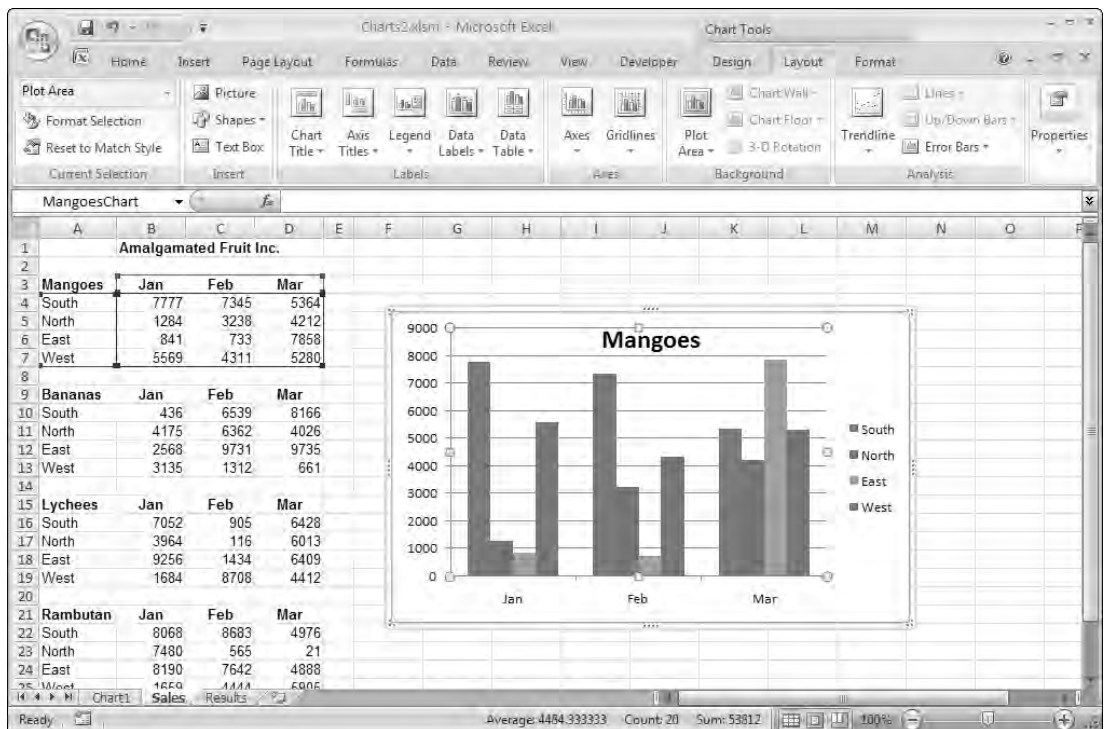 Charts2.xlsm - Microsoft Excel Chart Tools
Home Insert Page Layout Formulas Data Review View Developer Design Layout Format
Plot Area
Format Selection
Reset to Match Style
Current Selection
Picture
Shapes
Text Box
Insert
Chart Title
Axis Titles
Legend
Data Labels
Data Table
Labels
Axes
Gridlines
Axes
Plot Area
Chart Wall
Chart Floor
3-D Rotation
Background
Trendline
Lines
Up/Down Bars
Error Bars
Analysis
Properties
MangoesChart fx
A B C D E F G H I J K L M N O P
1 Amalgamated Fruit Inc.
2
3 Mangoes Jan Feb Mar
4 South 7777 7345 5364
5 North 1284 3238 4212
6 East 841 733 7858
7 West 5569 4311 5280
8
9 Bananas Jan Feb Mar
10 South 436 6539 8166
11 North 4175 6362 4026
12 East 2568 9731 9735
13 West 3135 1312 661
14
15 Lychees Jan Feb Mar
16 South 7052 905 6428
17 North 3964 116 6013
18 East 9256 1434 6409
19 West 1684 8708 4412
20
21 Rambutan Jan Feb Mar
22 South 8068 8683 4976
23 North 7480 565 21
24 East 8190 7642 4888
25 West 1659 4444 6906
Mangoes
9000
8000
7000
6000
5000
4000
3000
2000
1000
0
Jan Feb Mar
South
North
East
West
Chart1 Sales Results
Ready Average: 4484.333333 Count: 20 Sum: 53812 100%